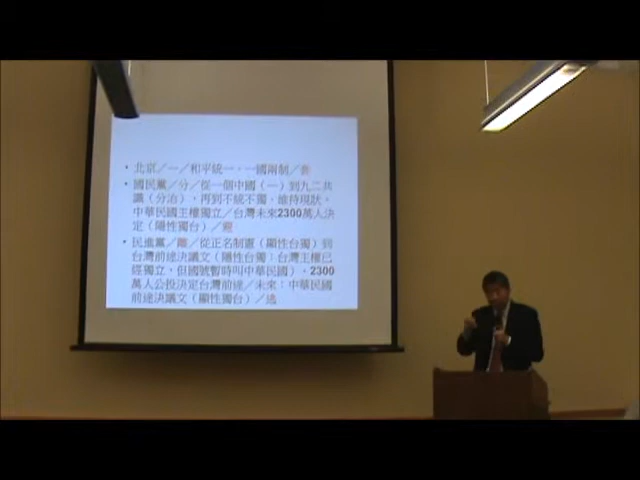 • 北京／一／和平統一，一國兩制／
• 國民黨／分／從一個中國（一）到九二共
識（分治），再到不統不獨、維持現狀，
中華民國主權獨立／台灣未來2300萬人決
定（隱性獨台）／
• 民進黨／離／從正名制憲（顯性台獨）到
台灣前途決議文（隱性台獨：台灣主權已
經獨立，但國號暫時叫中華民國）、2300
萬人公投決定台灣前途／未來：中華民國
前途決議文（顯性獨台）／逃